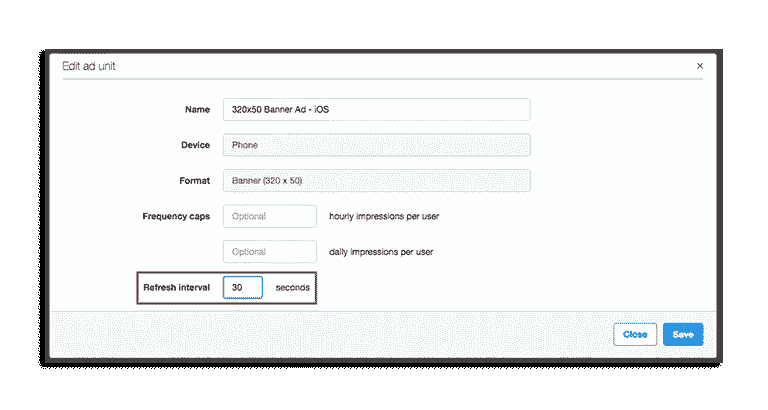 Edit ad unit ×
Name 320x50 Banner Ad - iOS
Device Phone
Format Banner (320 x 50)
Frequency caps Optional hourly impressions per user
Optional daily impressions per user
Refresh interval 30 seconds
Close Save